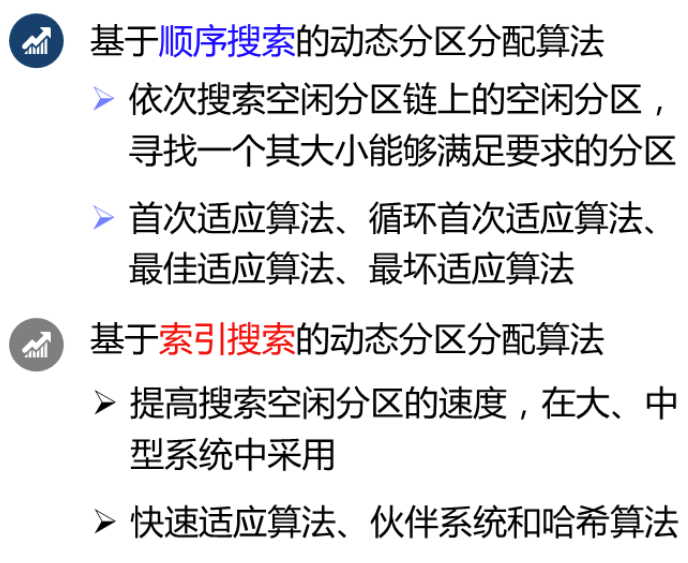 基于顺序搜索的动态分区分配算法
依次搜索空闲分区链上的空闲分区，
寻找一个其大小能够满足要求的分区
首次适应算法、循环首次适应算法、
最佳适应算法、最坏适应算法
基于索引搜索的动态分区分配算法
提高搜索空闲分区的速度，在大、中
型系统中采用
快速适应算法、伙伴系统和哈希算法